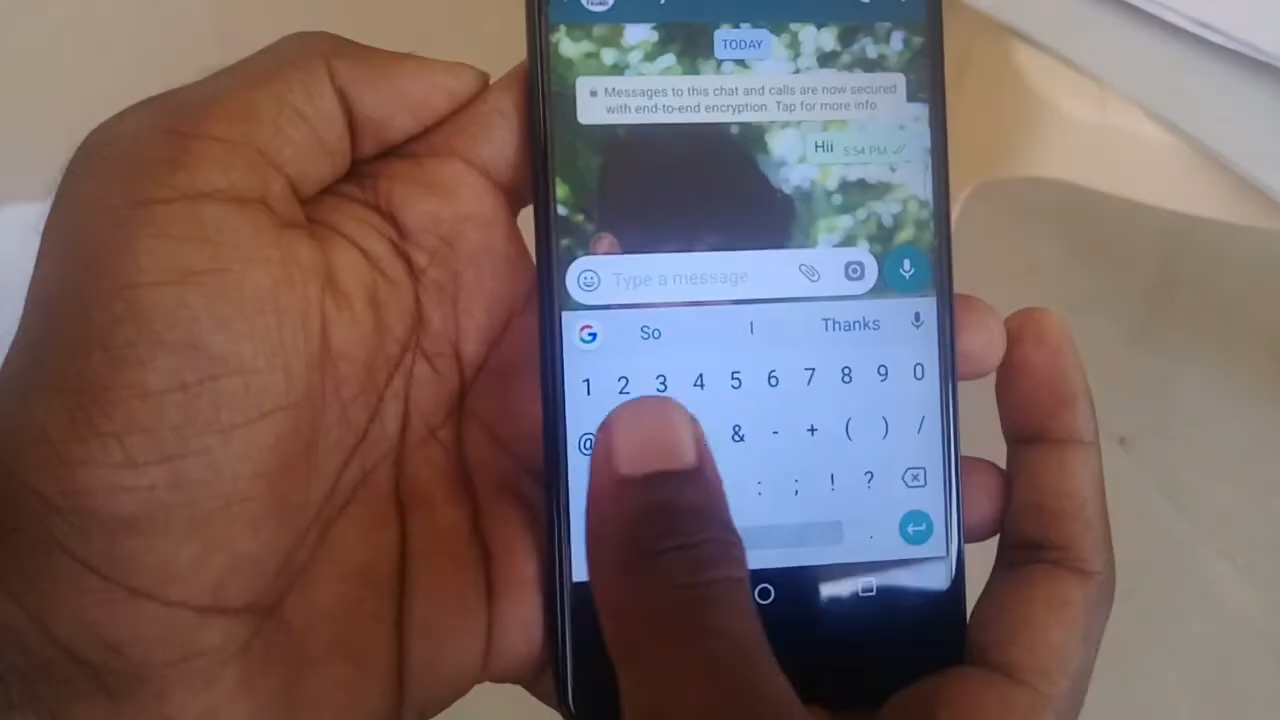 TODAY
Messages to this chat and calls are now secured
with end-to-end encryption. Tap for more info
Hii 5:54 PM
Type a message
G So I Thanks
1 2 3 4 5 6 7 8 9 0
@ & - + ( ) /
: ; ! ?
.